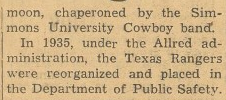 moon, chaperoned by the Sim-
mons University Cowboy band.
In 1935, under the Allred ad-
ministration, the Texas Rangers
were reorganized and placed in
the Department of Public Safety.